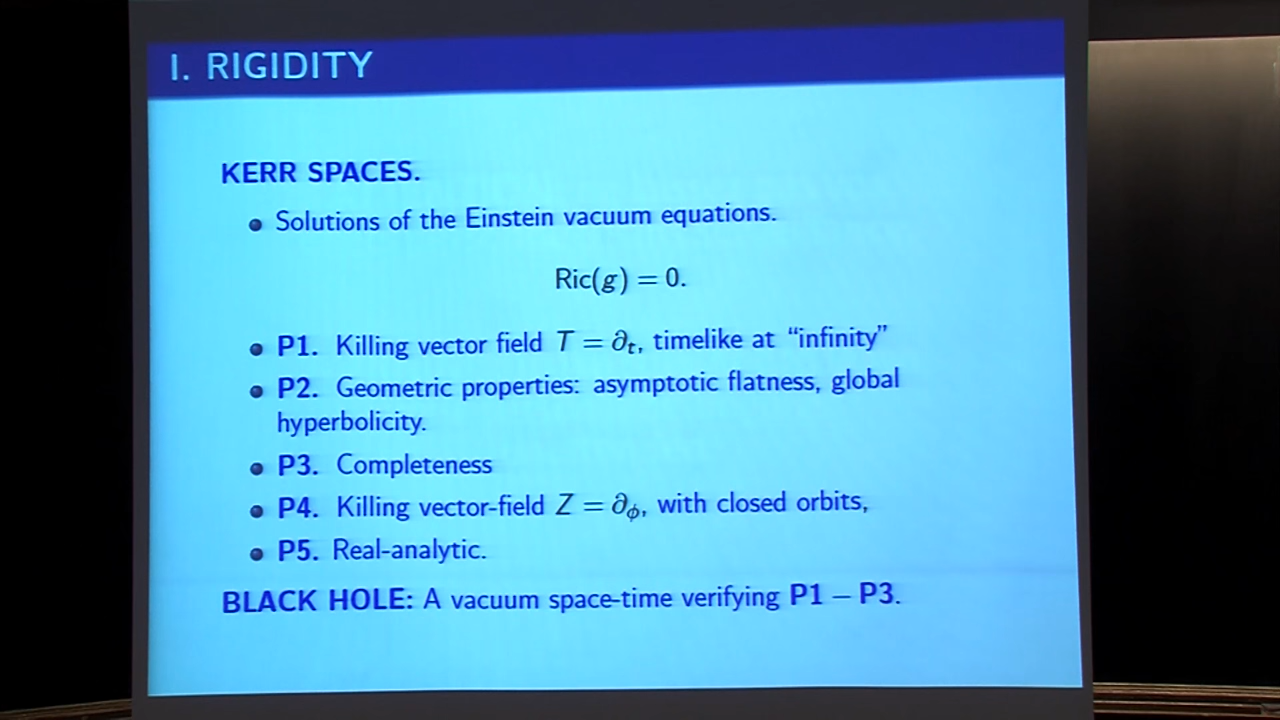 I. RIGIDITY
KERR SPACES.
Solutions of the Einstein vacuum equations.
Ric(g) = 0.
P1. Killing vector field T = ∂t, timelike at “infinity”
P2. Geometric properties: asymptotic flatness, global
hyperbolicity.
P3. Completeness
P4. Killing vector-field Z = ∂ϕ, with closed orbits,
P5. Real-analytic.
BLACK HOLE: A vacuum space-time verifying P1 – P3.